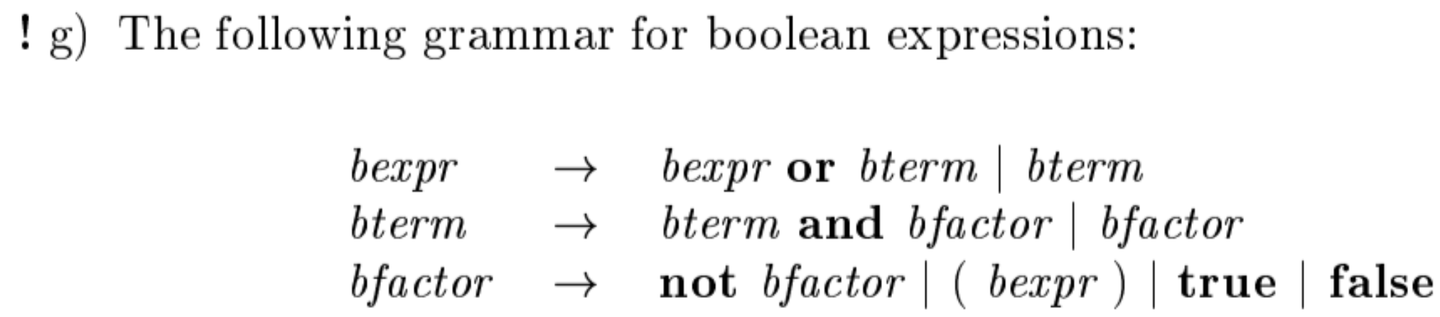 ! g) The following grammar for boolean expressions:
bexpr → bexpr or bterm | bterm
bterm → bterm and bfactor | bfactor
bfactor → not bfactor | ( bexpr ) | true | false